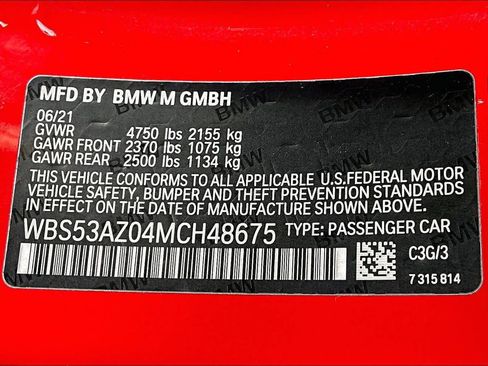 MFD BY BMW M GMBH
06/21
GVWR 4750 lbs 2155 kg
GAWR FRONT 2370 lbs 1075 kg
GAWR REAR 2500 lbs 1134 kg
THIS VEHICLE CONFORMS TO ALL APPLICABLE U.S.FEDERAL MOTOR
VEHICLE SAFETY, BUMPER AND THEFT PREVENTION STANDARDS
IN EFFECT ON THE DATE OF MANUFACTURE SHOWN ABOVE.
WBS53AZ04MCH48675 TYPE: PASSENGER CAR
C3G/3
7 315 814